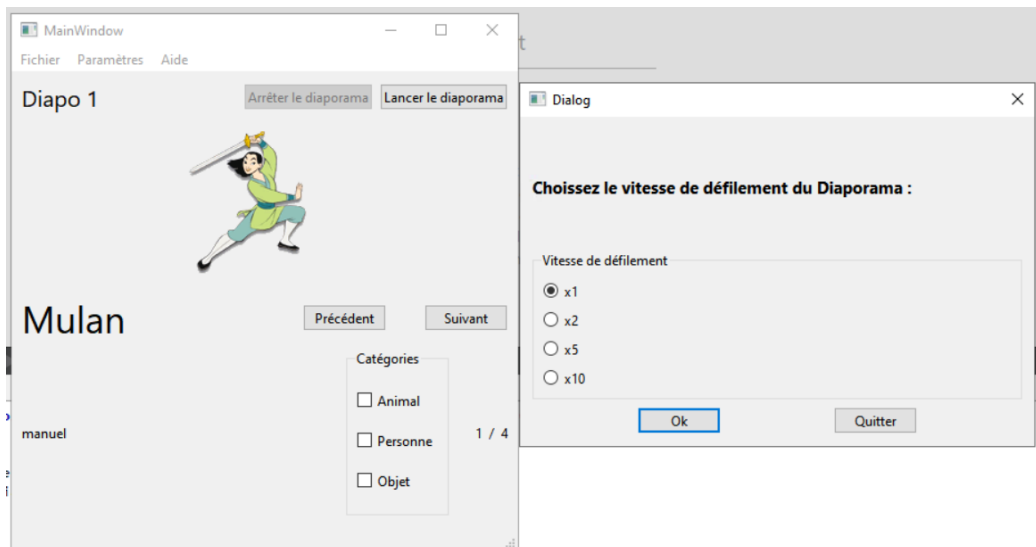 MainWindow
Fichier Paramètres Aide
Diapo 1
Arrêter le diaporama
Lancer le diaporama
Mulan
Précédent
Suivant
Catégories
Animal
manuel
Personne
1 / 4
Objet
t
Dialog
Choissez le vitesse de défilement du Diaporama :
Vitesse de défilement
x1
x2
x5
x10
Ok
Quitter